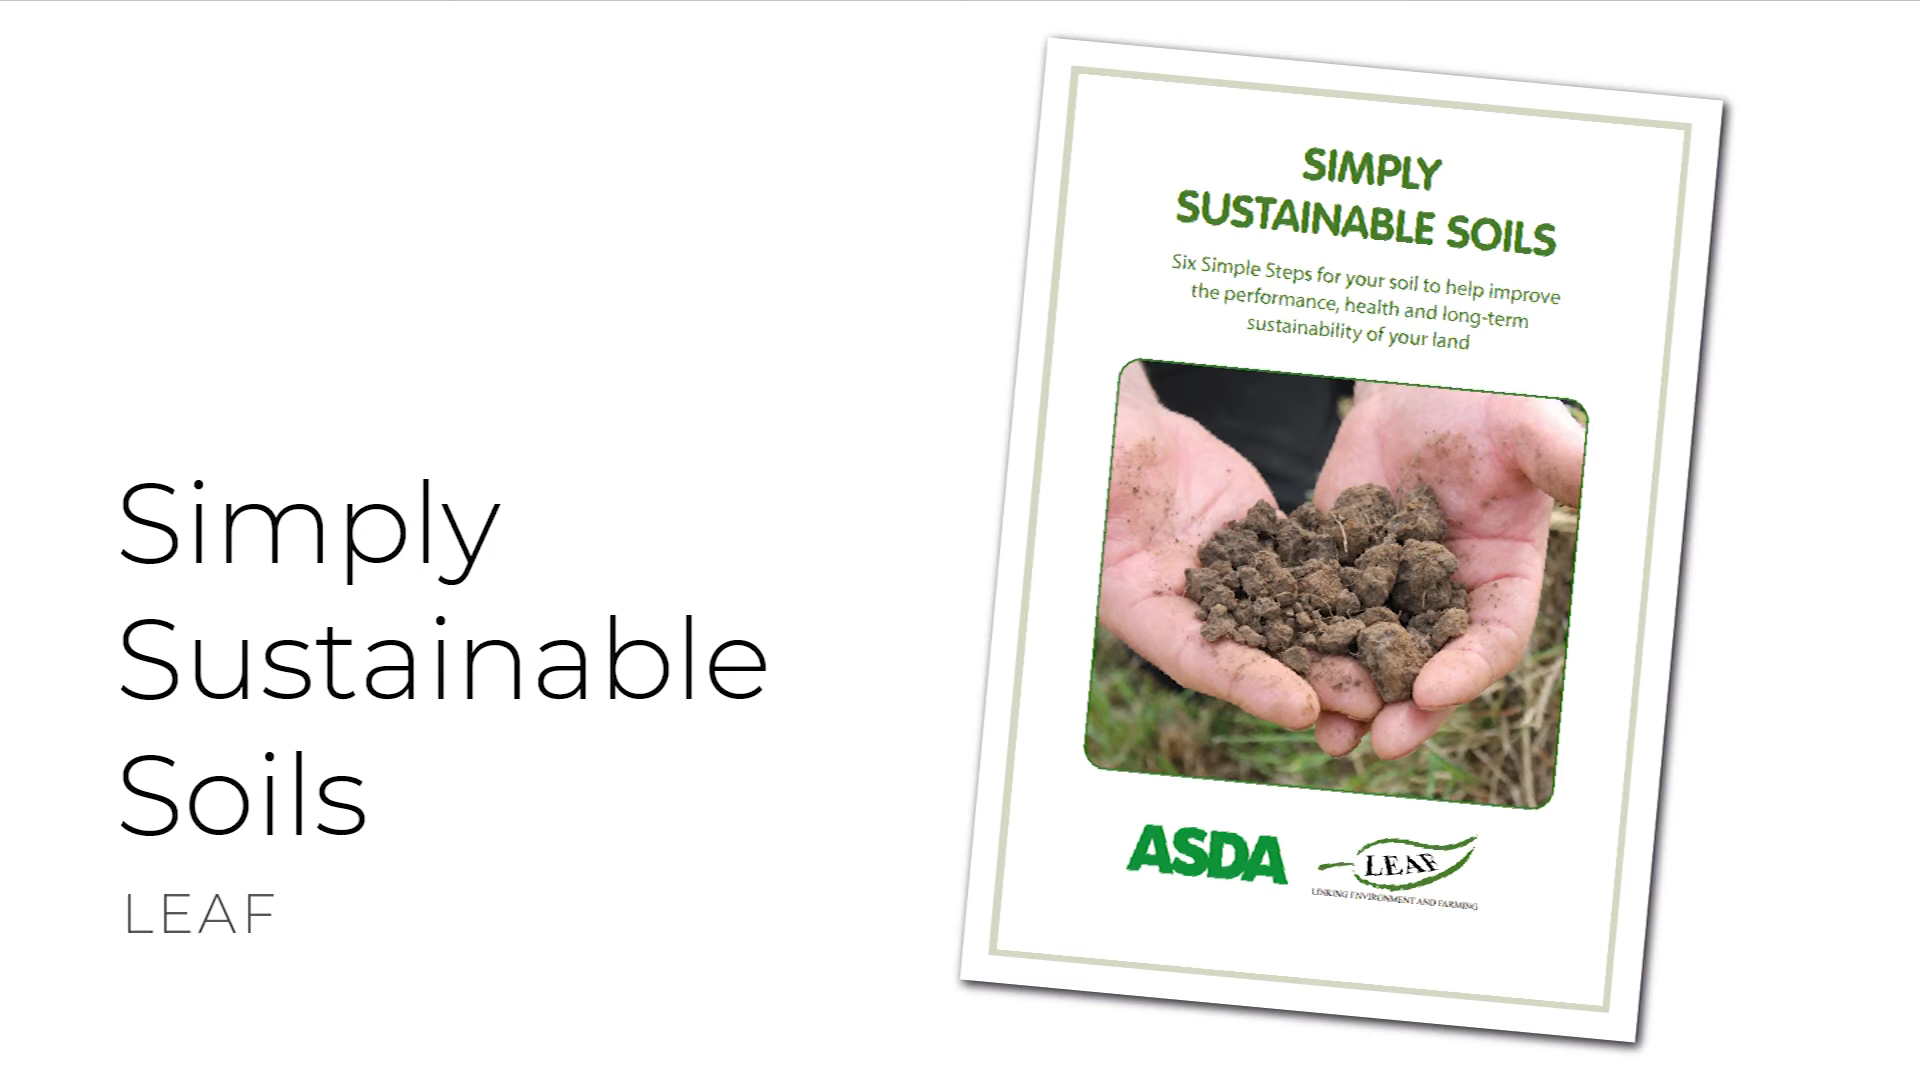 Simply
Sustainable
Soils
LEAF
SIMPLY
SUSTAINABLE SOILS
Six Simple Steps for your soil to help improve
the performance, health and long-term
sustainability of your land
ASDA
LEAF
LINKING ENVIRONMENT AND FARMING